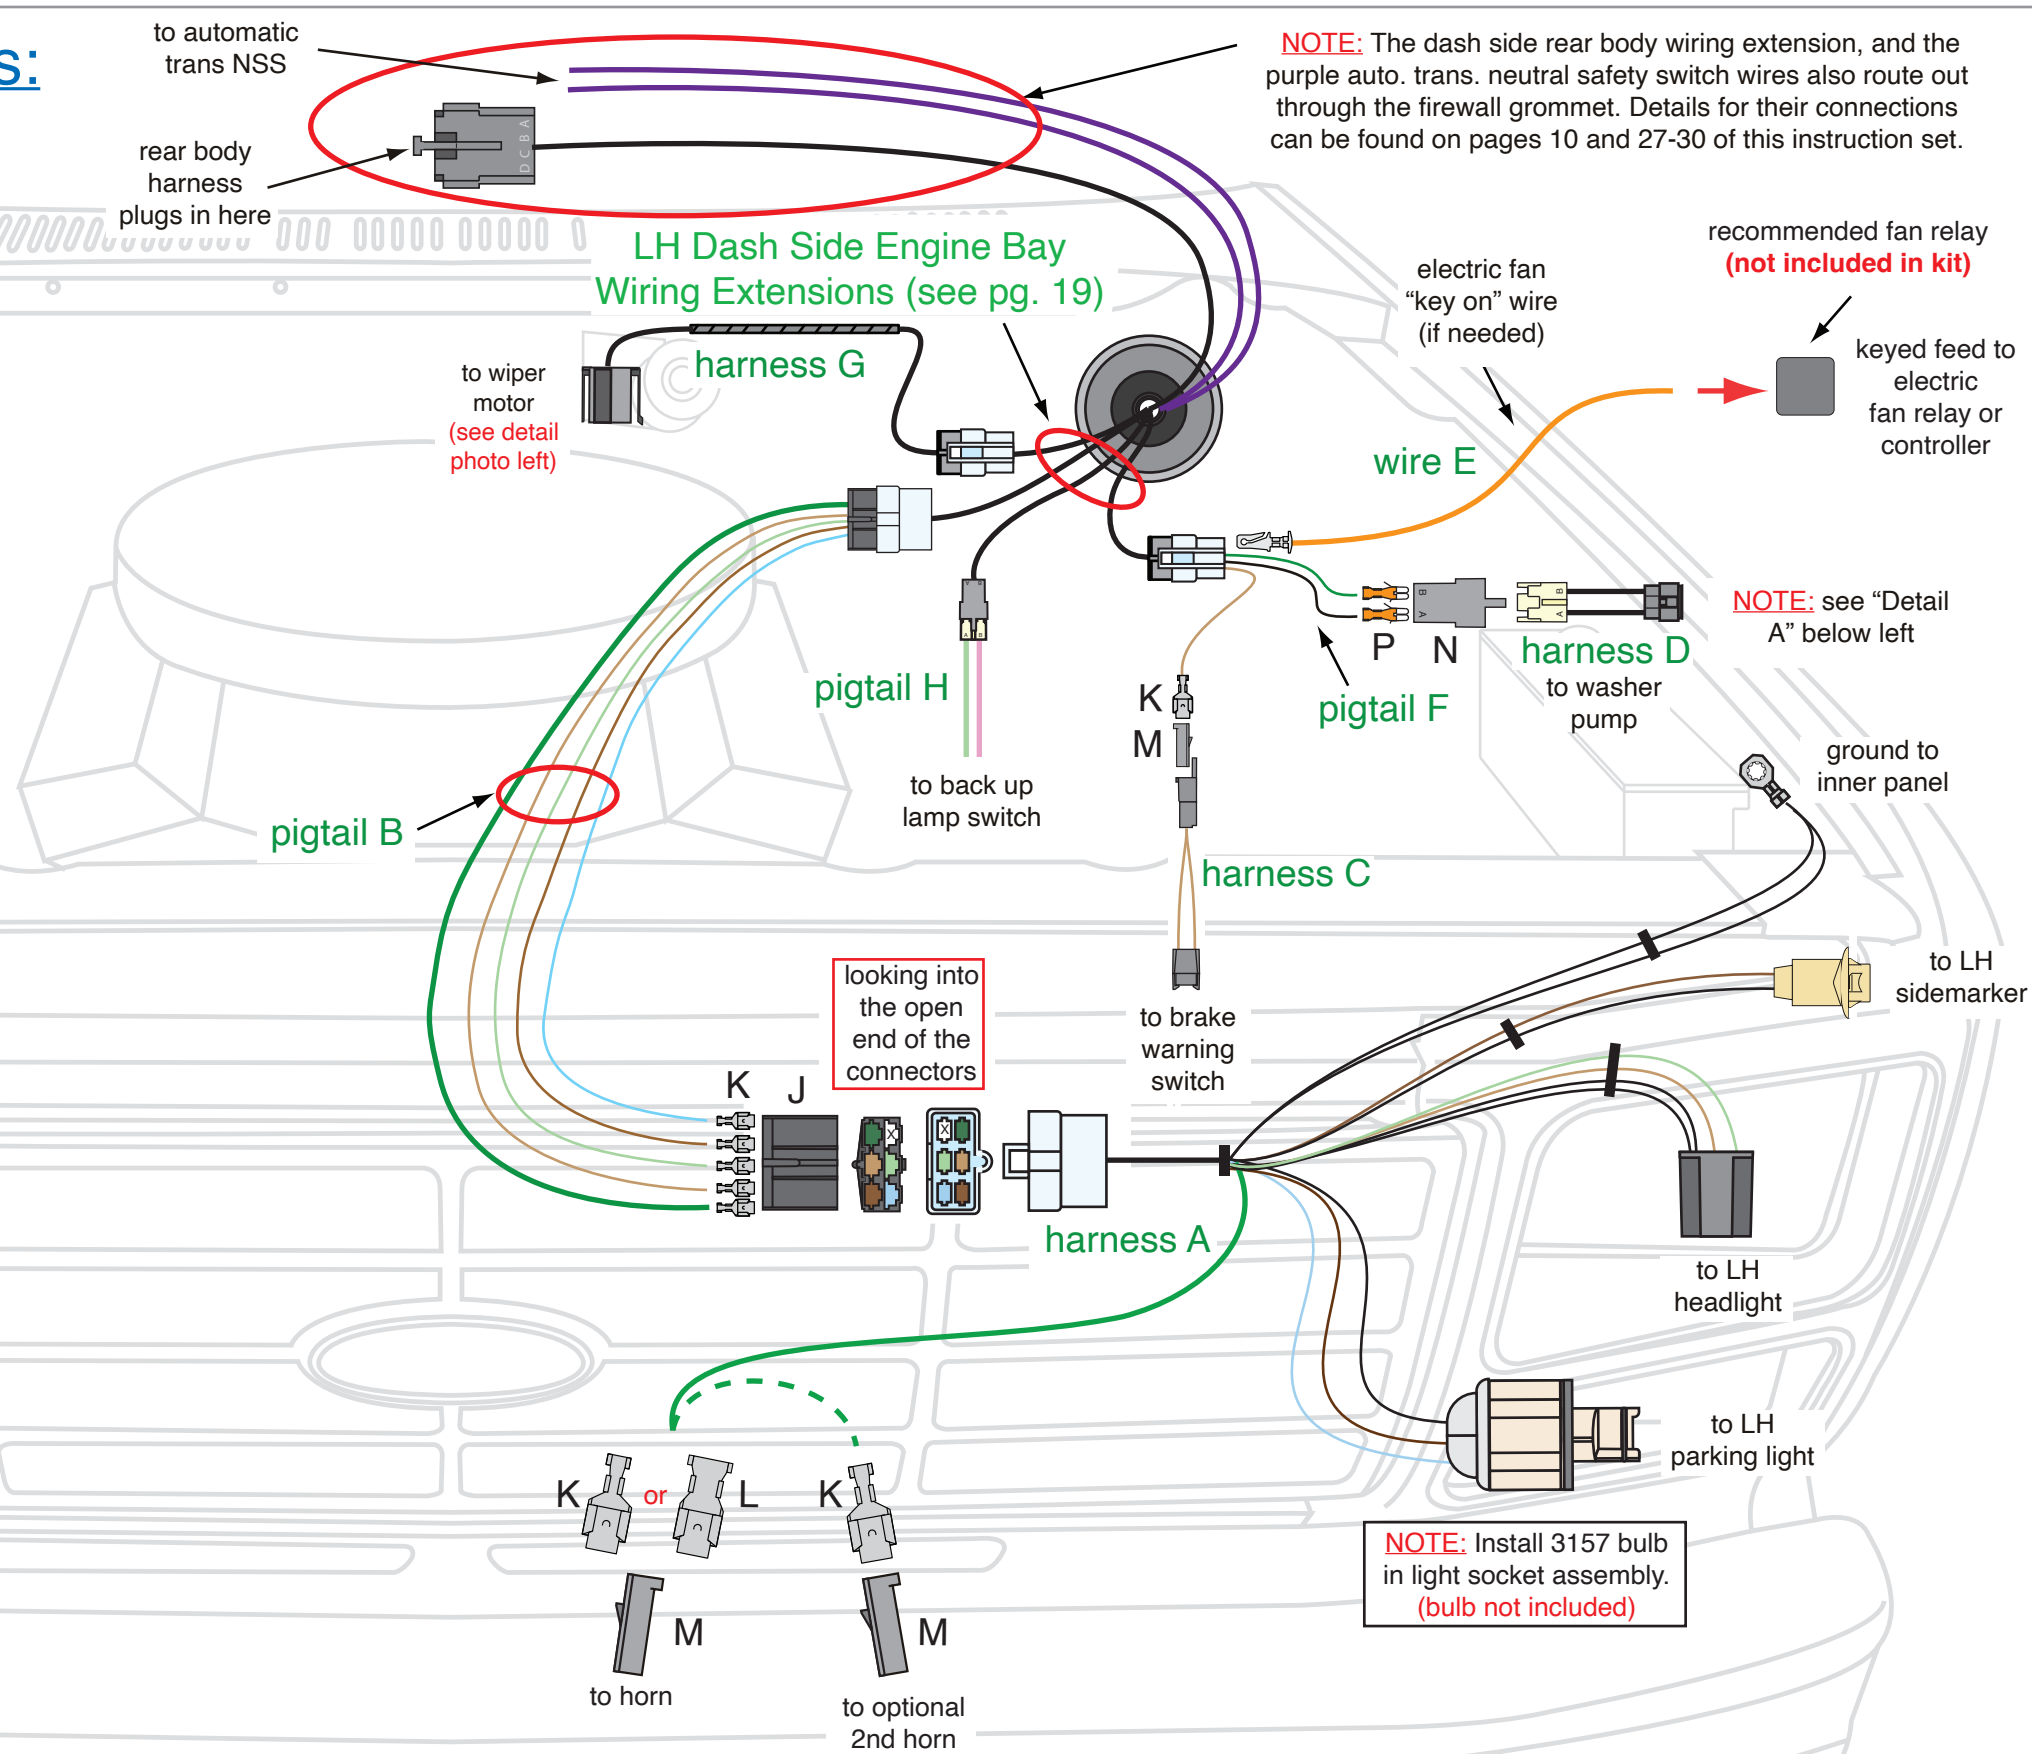 s:
to automatic
trans NSS
NOTE: The dash side rear body wiring extension, and the
purple auto. trans. neutral safety switch wires also route out
through the firewall grommet. Details for their connections
can be found on pages 10 and 27-30 of this instruction set.
D C B A
rear body
harness
plugs in here
LH Dash Side Engine Bay
Wiring Extensions (see pg. 19)
recommended fan relay
(not included in kit)
electric fan
“key on” wire
(if needed)
keyed feed to
electric
fan relay or
controller
harness G
to wiper
motor
(see detail
photo left)
wire E
B
A
B
A
P
N
harness D
to washer
pump
NOTE: see “Detail
A” below left
A B
pigtail H
K
M
pigtail F
to back up
lamp switch
ground to
inner panel
pigtail B
harness C
looking into
the open
end of the
connectors
to brake
warning
switch
to LH
sidemarker
K
J
X
X
harness A
to LH
headlight
to LH
parking light
K
or
L
K
NOTE: Install 3157 bulb
in light socket assembly.
(bulb not included)
M
M
to horn
to optional
2nd horn